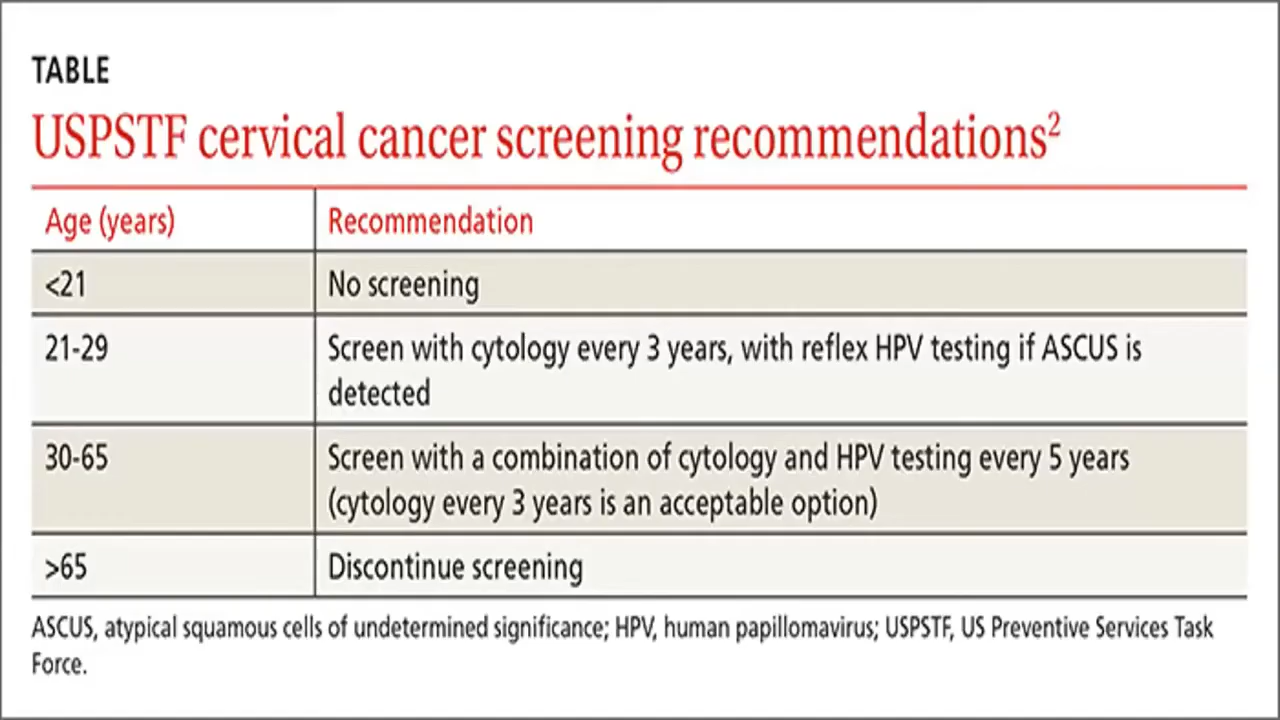 TABLE
USPSTF cervical cancer screening recommendations²
Age (years) Recommendation
<21 No screening
21-29 Screen with cytology every 3 years, with reflex HPV testing if ASCUS is
detected
30-65 Screen with a combination of cytology and HPV testing every 5 years
(cytology every 3 years is an acceptable option)
>65 Discontinue screening
ASCUS, atypical squamous cells of undetermined significance; HPV, human papillomavirus; USPSTF, US Preventive Services Task
Force.